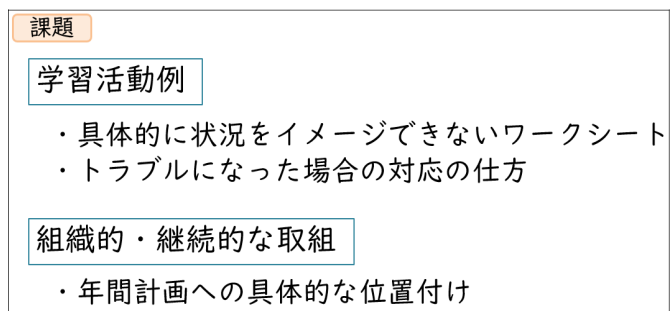 課題
学習活動例
・具体的に状況をイメージできないワークシート
・トラブルになった場合の対応の仕方
組織的・継続的な取組
・年間計画への具体的な位置付け